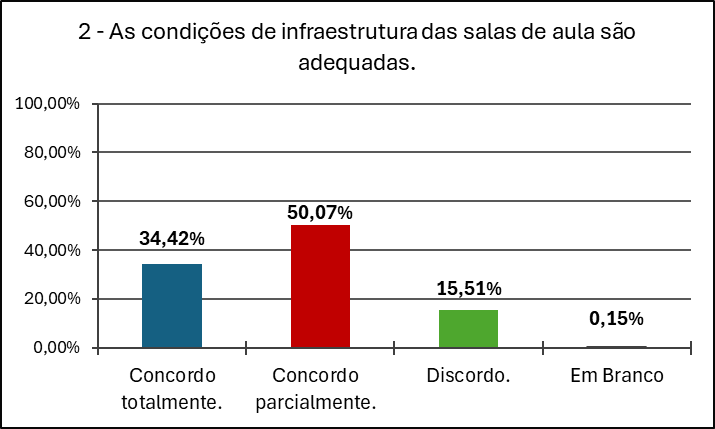 2 - As condições de infraestrutura das salas de aula são
adequadas.
100,00%
80,00%
60,00%
40,00%
20,00%
0,00%
34,42%
50,07%
15,51%
0,15%
Concordo
totalmente.
Concordo
parcialmente.
Discordo.
Em Branco